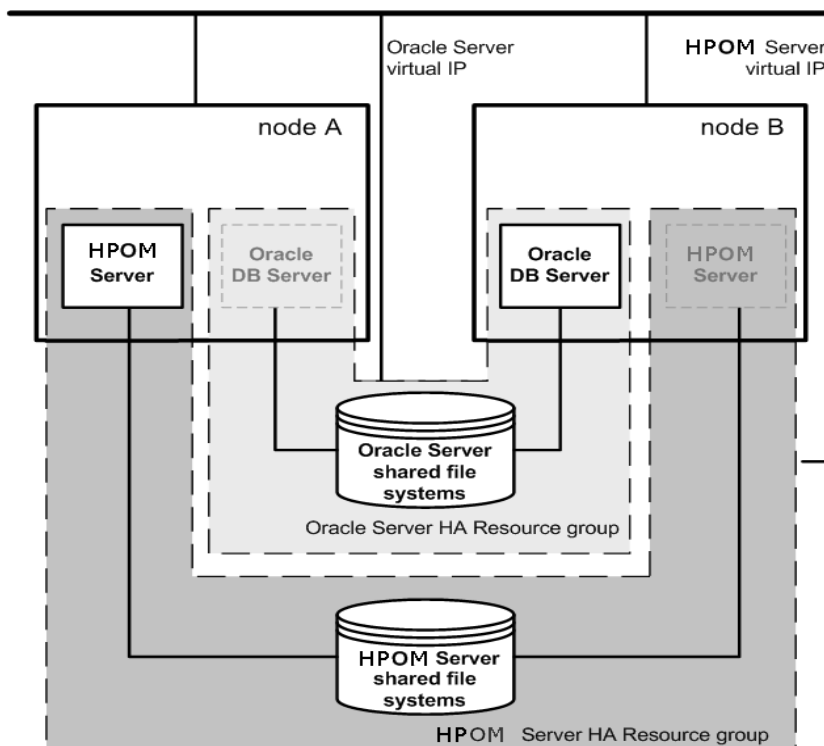 Oracle Server
virtual IP
HPOM Server
virtual IP
node A
node B
HPOM
Server
Oracle
DB Server
Oracle
DB Server
HPOM
Server
Oracle Server
shared file
systems
Oracle Server HA Resource group
HPOM Server
shared file
systems
HPOM Server HA Resource group